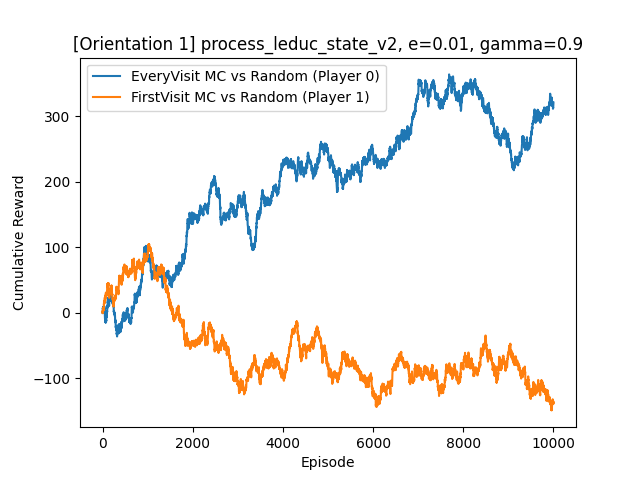 [Orientation 1] process_leduc_state_v2, e=0.01, gamma=0.9
EveryVisit MC vs Random (Player 0)
FirstVisit MC vs Random (Player 1)
300
200
100
0
−100
Cumulative Reward
0 2000 4000 6000 8000 10000
Episode